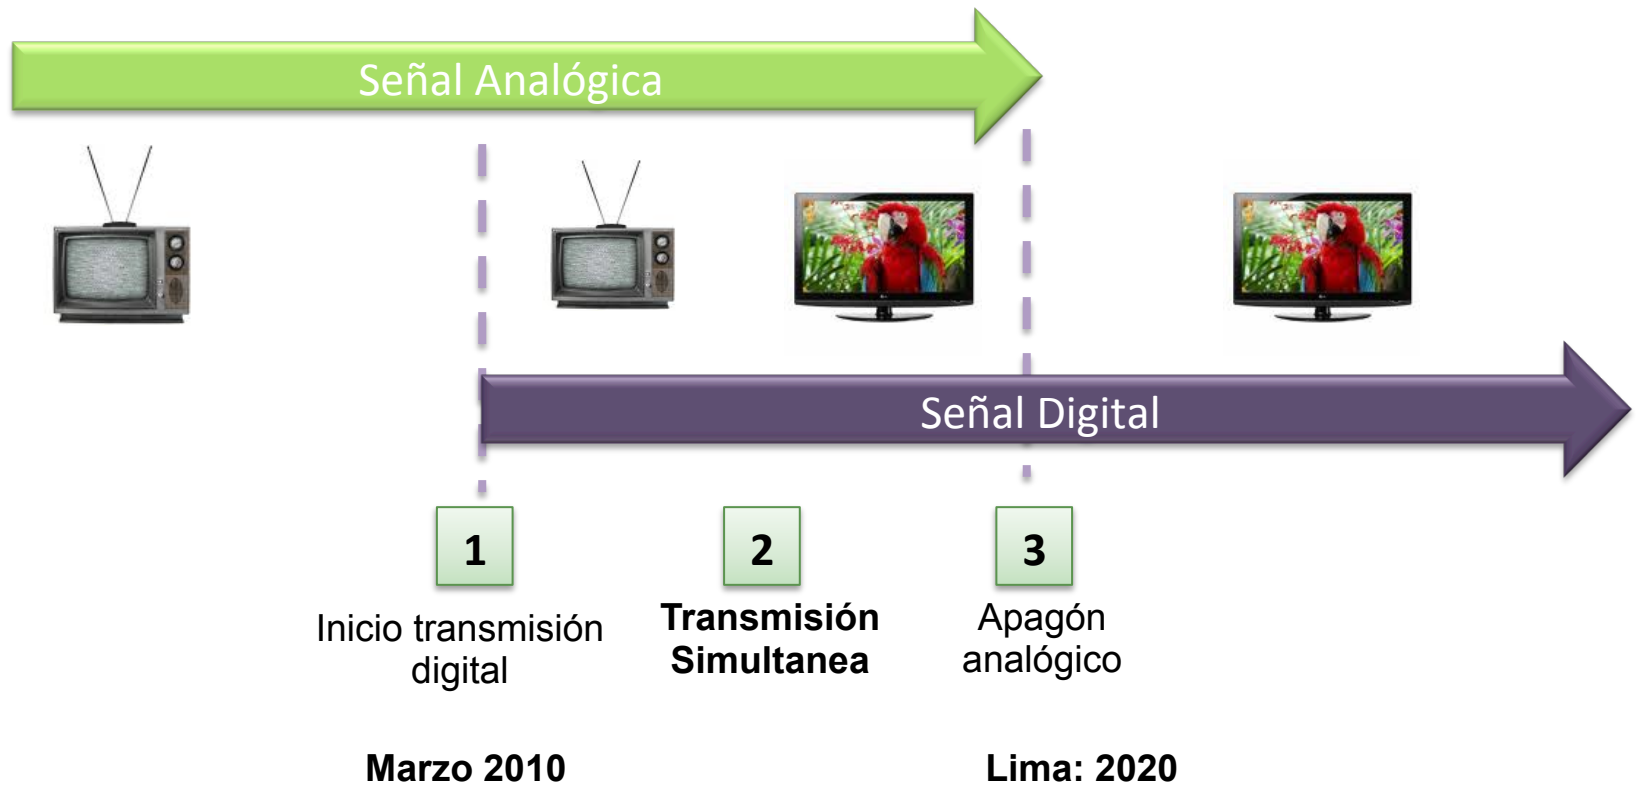 Señal Analógica
Señal Digital
1
2
3
Inicio transmisión
digital
Transmisión
Simultanea
Apagón
analógico
Marzo 2010
Lima: 2020